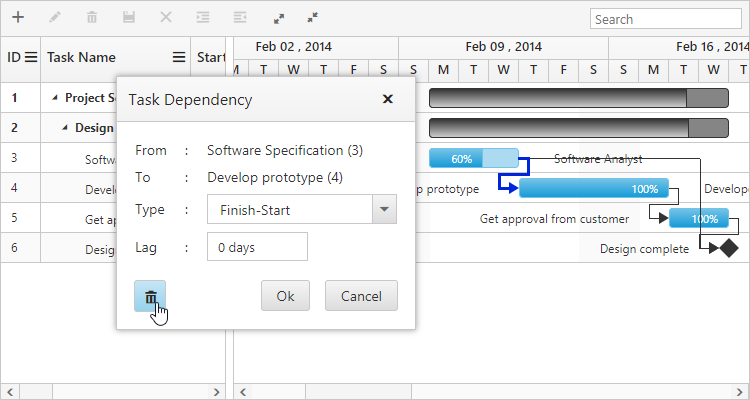 Search
ID Task Name Start
Feb 02 , 2014 Feb 09 , 2014 Feb 16 , 2014
M T W T F S S M T W T F S S M T W T
1 Project S
2 Design
3 Softw
4 Develo
5 Get ap
6 Design
Task Dependency
From : Software Specification (3)
To : Develop prototype (4)
Type : Finish-Start
Lag : 0 days
Ok Cancel
60% Software Analyst
p prototype 100% Develop
Get approval from customer 100%
Design complete